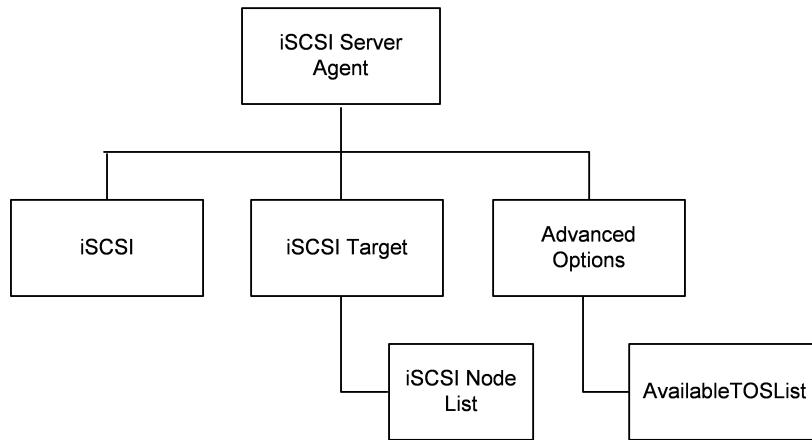 iSCSI Server
Agent
iSCSI
iSCSI Target
Advanced
Options
iSCSI Node
List
AvailableTOSList